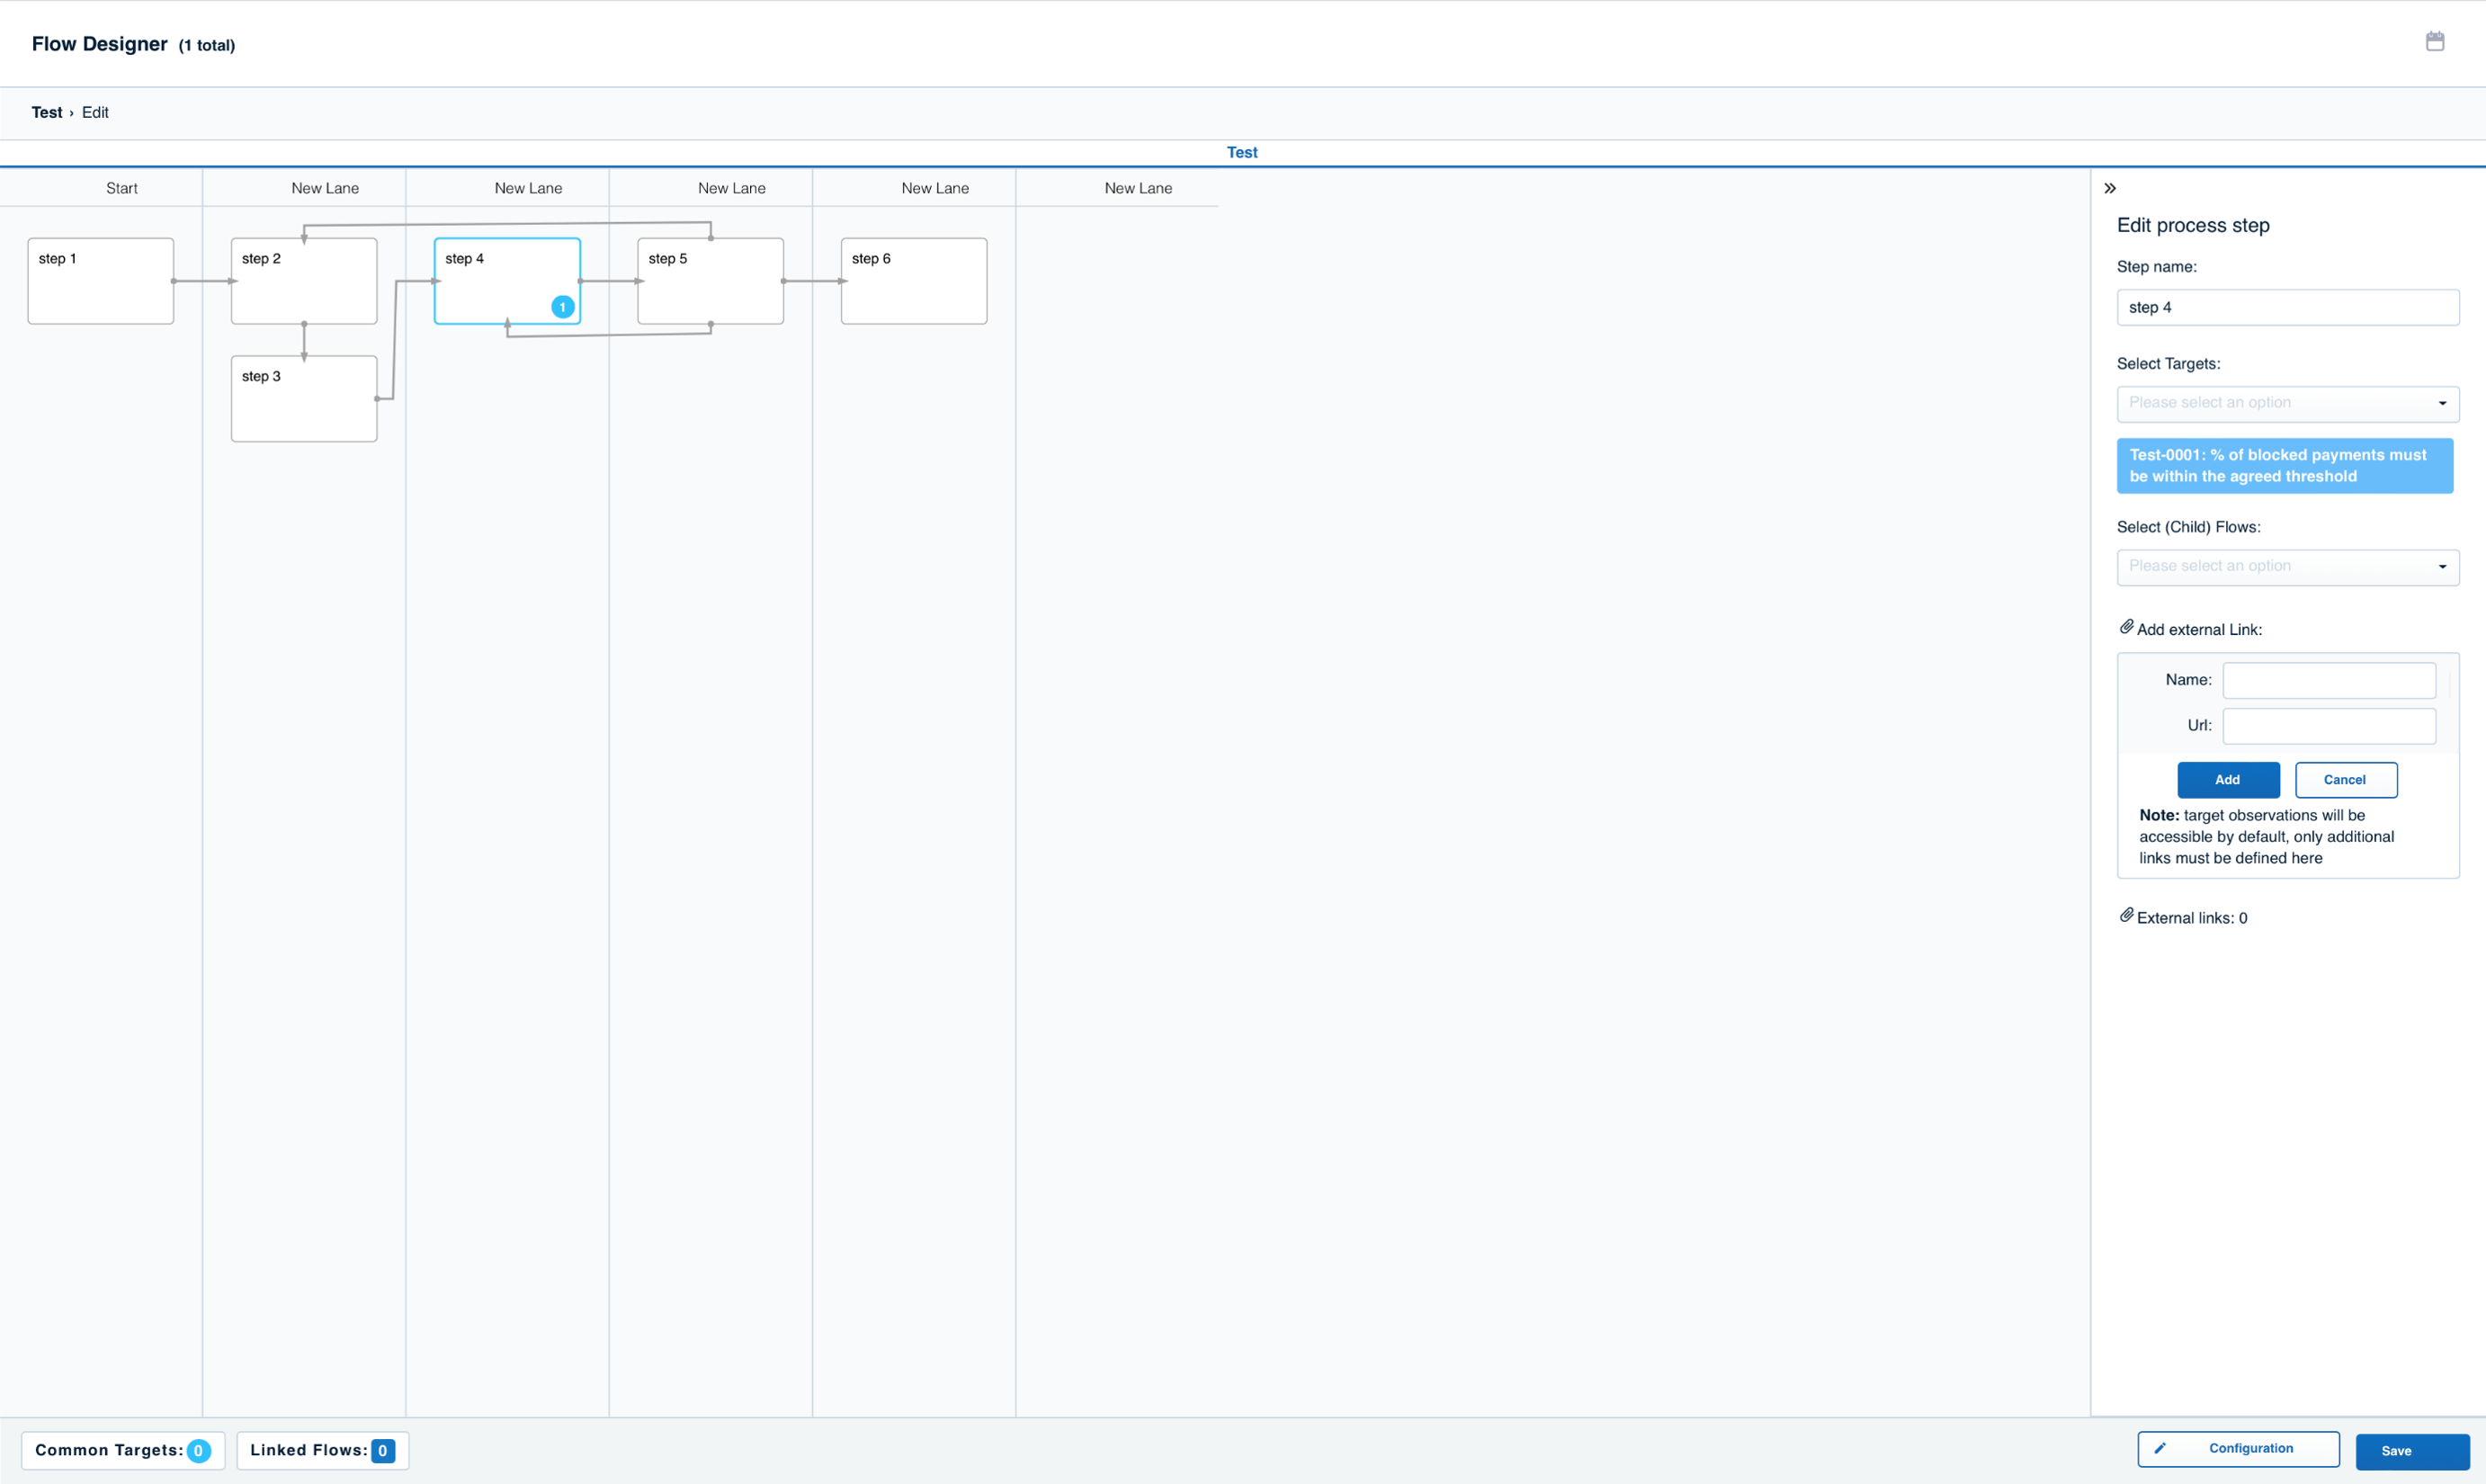 Flow Designer (1 total)
Test › Edit
Test
Start
New Lane
New Lane
New Lane
New Lane
New Lane
step 1
step 2
step 4
1
step 5
step 6
step 3
Edit process step
Step name:
step 4
Select Targets:
Please select an option
Test-0001: % of blocked payments must
be within the agreed threshold
Select (Child) Flows:
Please select an option
Add external Link:
Name:
Url:
Add
Cancel
Note: target observations will be
accessible by default, only additional
links must be defined here
External links: 0
Common Targets: 0
Linked Flows: 0
Configuration
Save